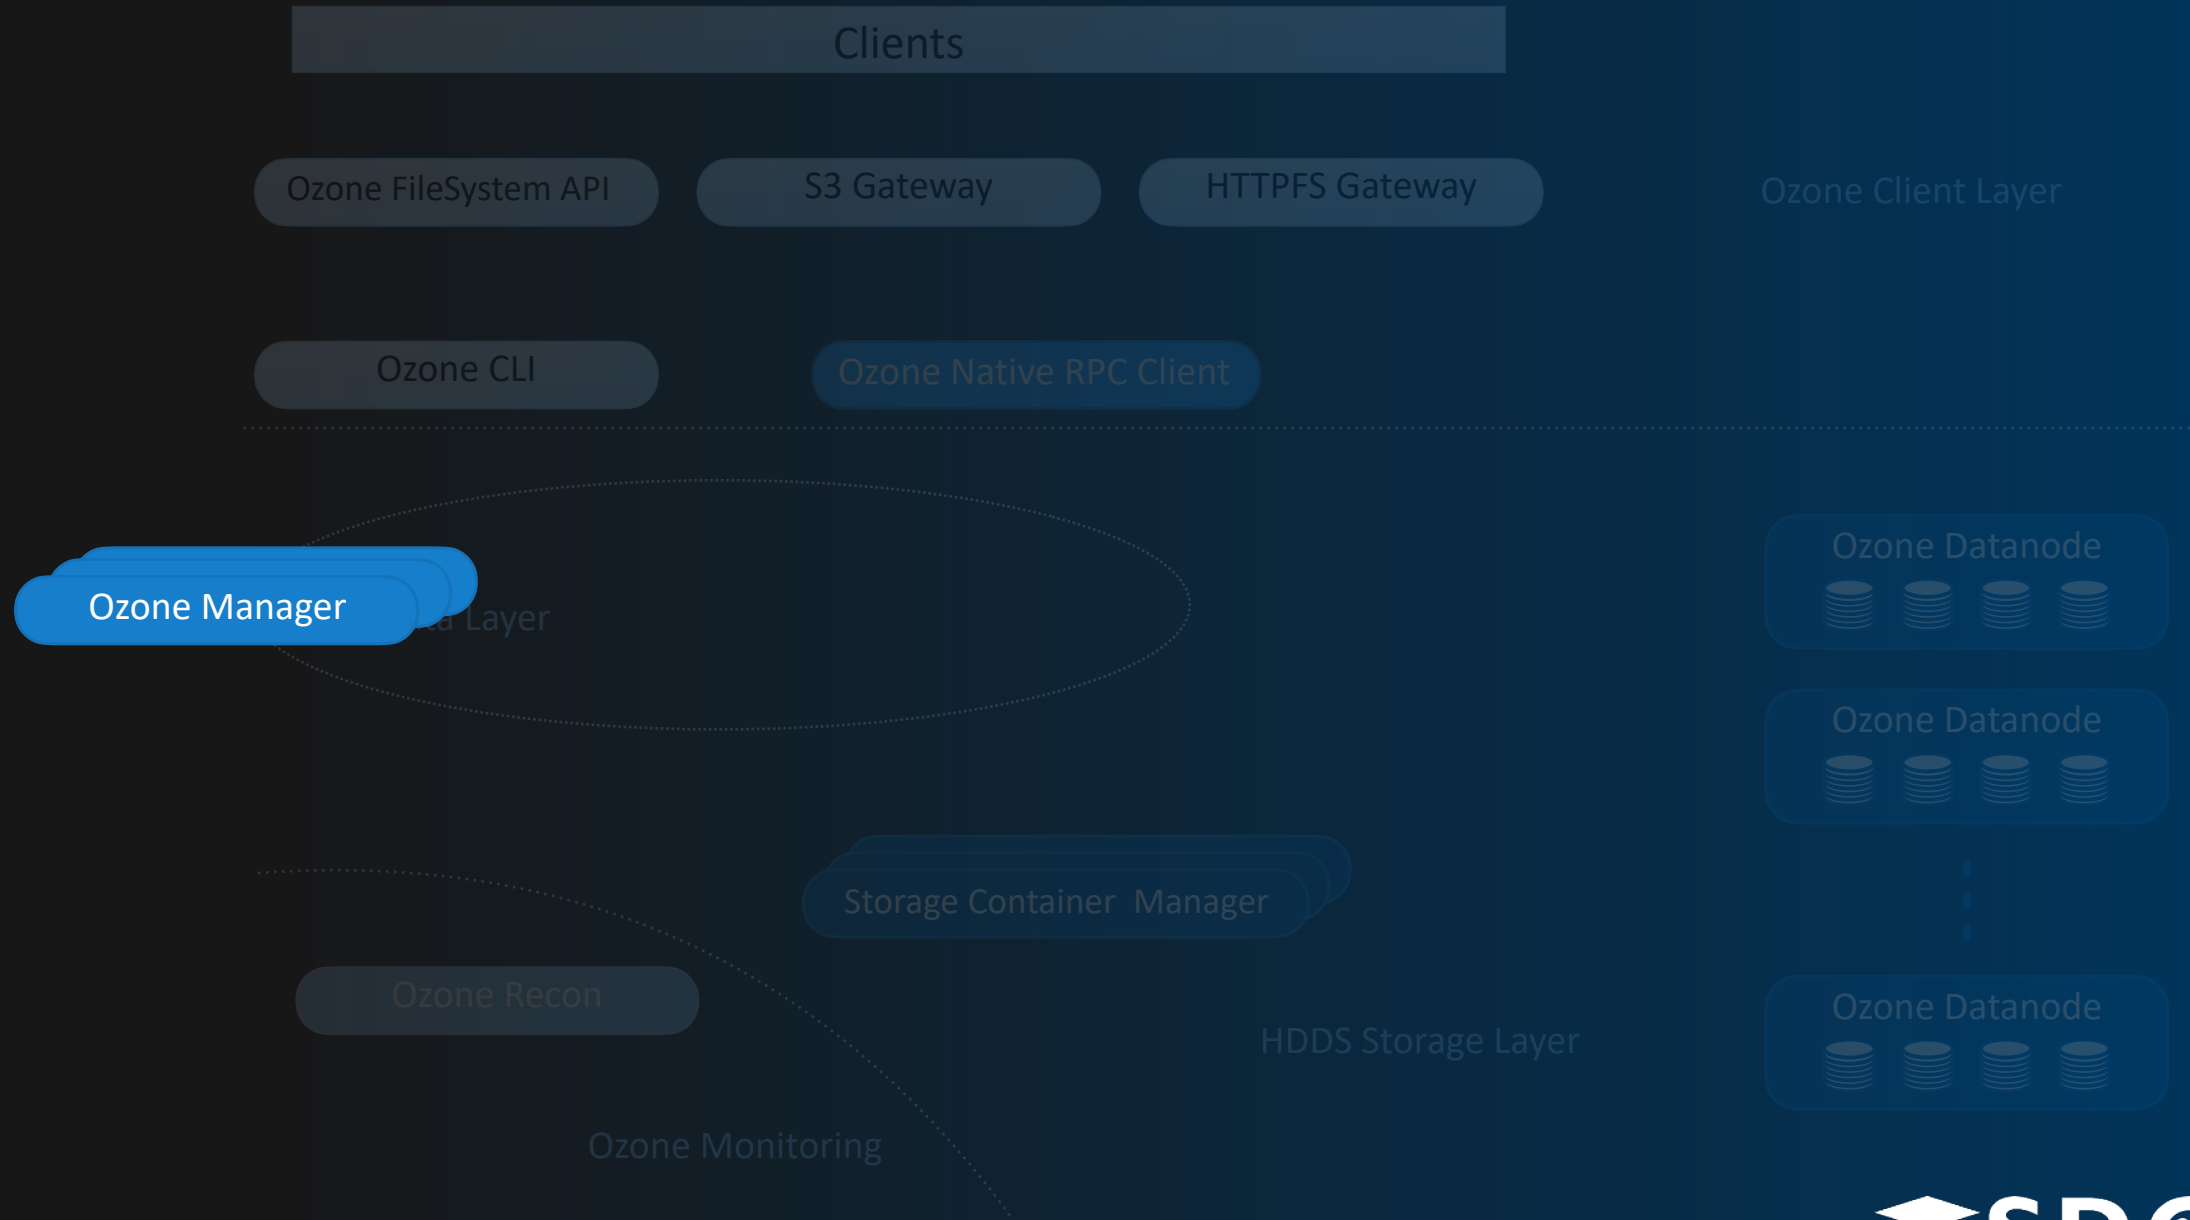 Clients
Ozone FileSystem API
S3 Gateway
HTTPFS Gateway
Ozone Client Layer
Ozone CLI
Ozone Native RPC Client
Ozone Manager
Layer
Ozone Datanode
Ozone Datanode
Storage Container Manager
Ozone Recon
Ozone Datanode
HDDS Storage Layer
Ozone Monitoring